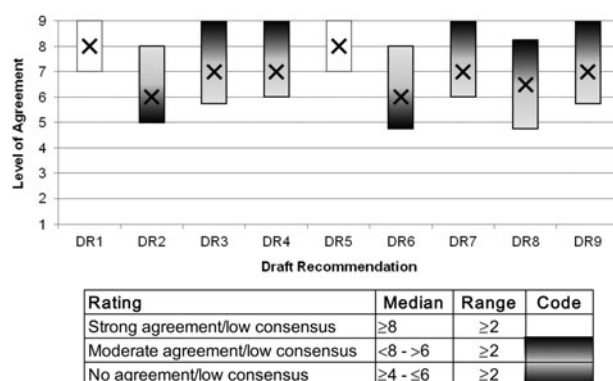 9
8
7
6
5
4
3
2
1
Level of Agreement
DR1 DR2 DR3 DR4 DR5 DR6 DR7 DR8 DR9
Draft Recommendation
Rating Median Range Code
Strong agreement/low consensus ≥8 ≥2
Moderate agreement/low consensus <8 - >6 ≥2
No agreement/low consensus ≥4 - ≤6 ≥2